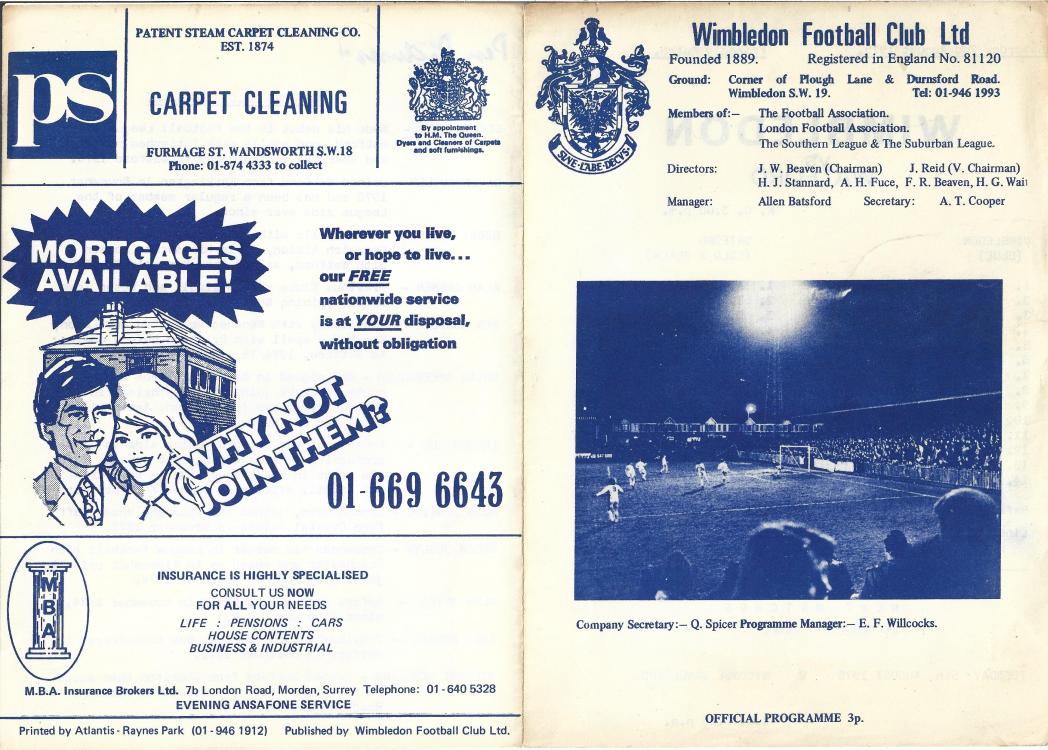 PATENT STEAM CARPET CLEANING CO.
EST. 1874
ps
CARPET CLEANING
FURMAGE ST. WANDSWORTH S.W.18
Phone: 01-874 4333 to collect
By appointment
to H.M. The Queen.
Dyers and Cleaners of Carpets
and soft furnishings.
MORTGAGES
AVAILABLE!
Wherever you live,
or hope to live...
our FREE
nationwide service
is at YOUR disposal,
without obligation
WHY NOT
JOIN THEM?
01-669 6643
MBA
INSURANCE IS HIGHLY SPECIALISED
CONSULT US NOW
FOR ALL YOUR NEEDS
LIFE : PENSIONS : CARS
HOUSE CONTENTS
BUSINESS & INDUSTRIAL
M.B.A. Insurance Brokers Ltd. 7b London Road, Morden, Surrey Telephone: 01-640 5328
EVENING ANSAFONE SERVICE
Printed by Atlantis - Raynes Park (01-946 1912) Published by Wimbledon Football Club Ltd.
SINE·LABE·DECVS
Wimbledon Football Club Ltd
Founded 1889. Registered in England No. 81120
Ground: Corner of Plough Lane & Durnsford Road.
Wimbledon S.W. 19. Tel: 01-946 1993
Members of:— The Football Association.
London Football Association.
The Southern League & The Suburban League.
Directors: J. W. Beaven (Chairman) J. Reid (V. Chairman)
H. J. Stannard, A. H. Fuce, F. R. Beaven, H. G. Wai
Manager: Allen Batsford Secretary: A. T. Cooper
Company Secretary:— Q. Spicer Programme Manager:— E. F. Willcocks.
OFFICIAL PROGRAMME 3p.